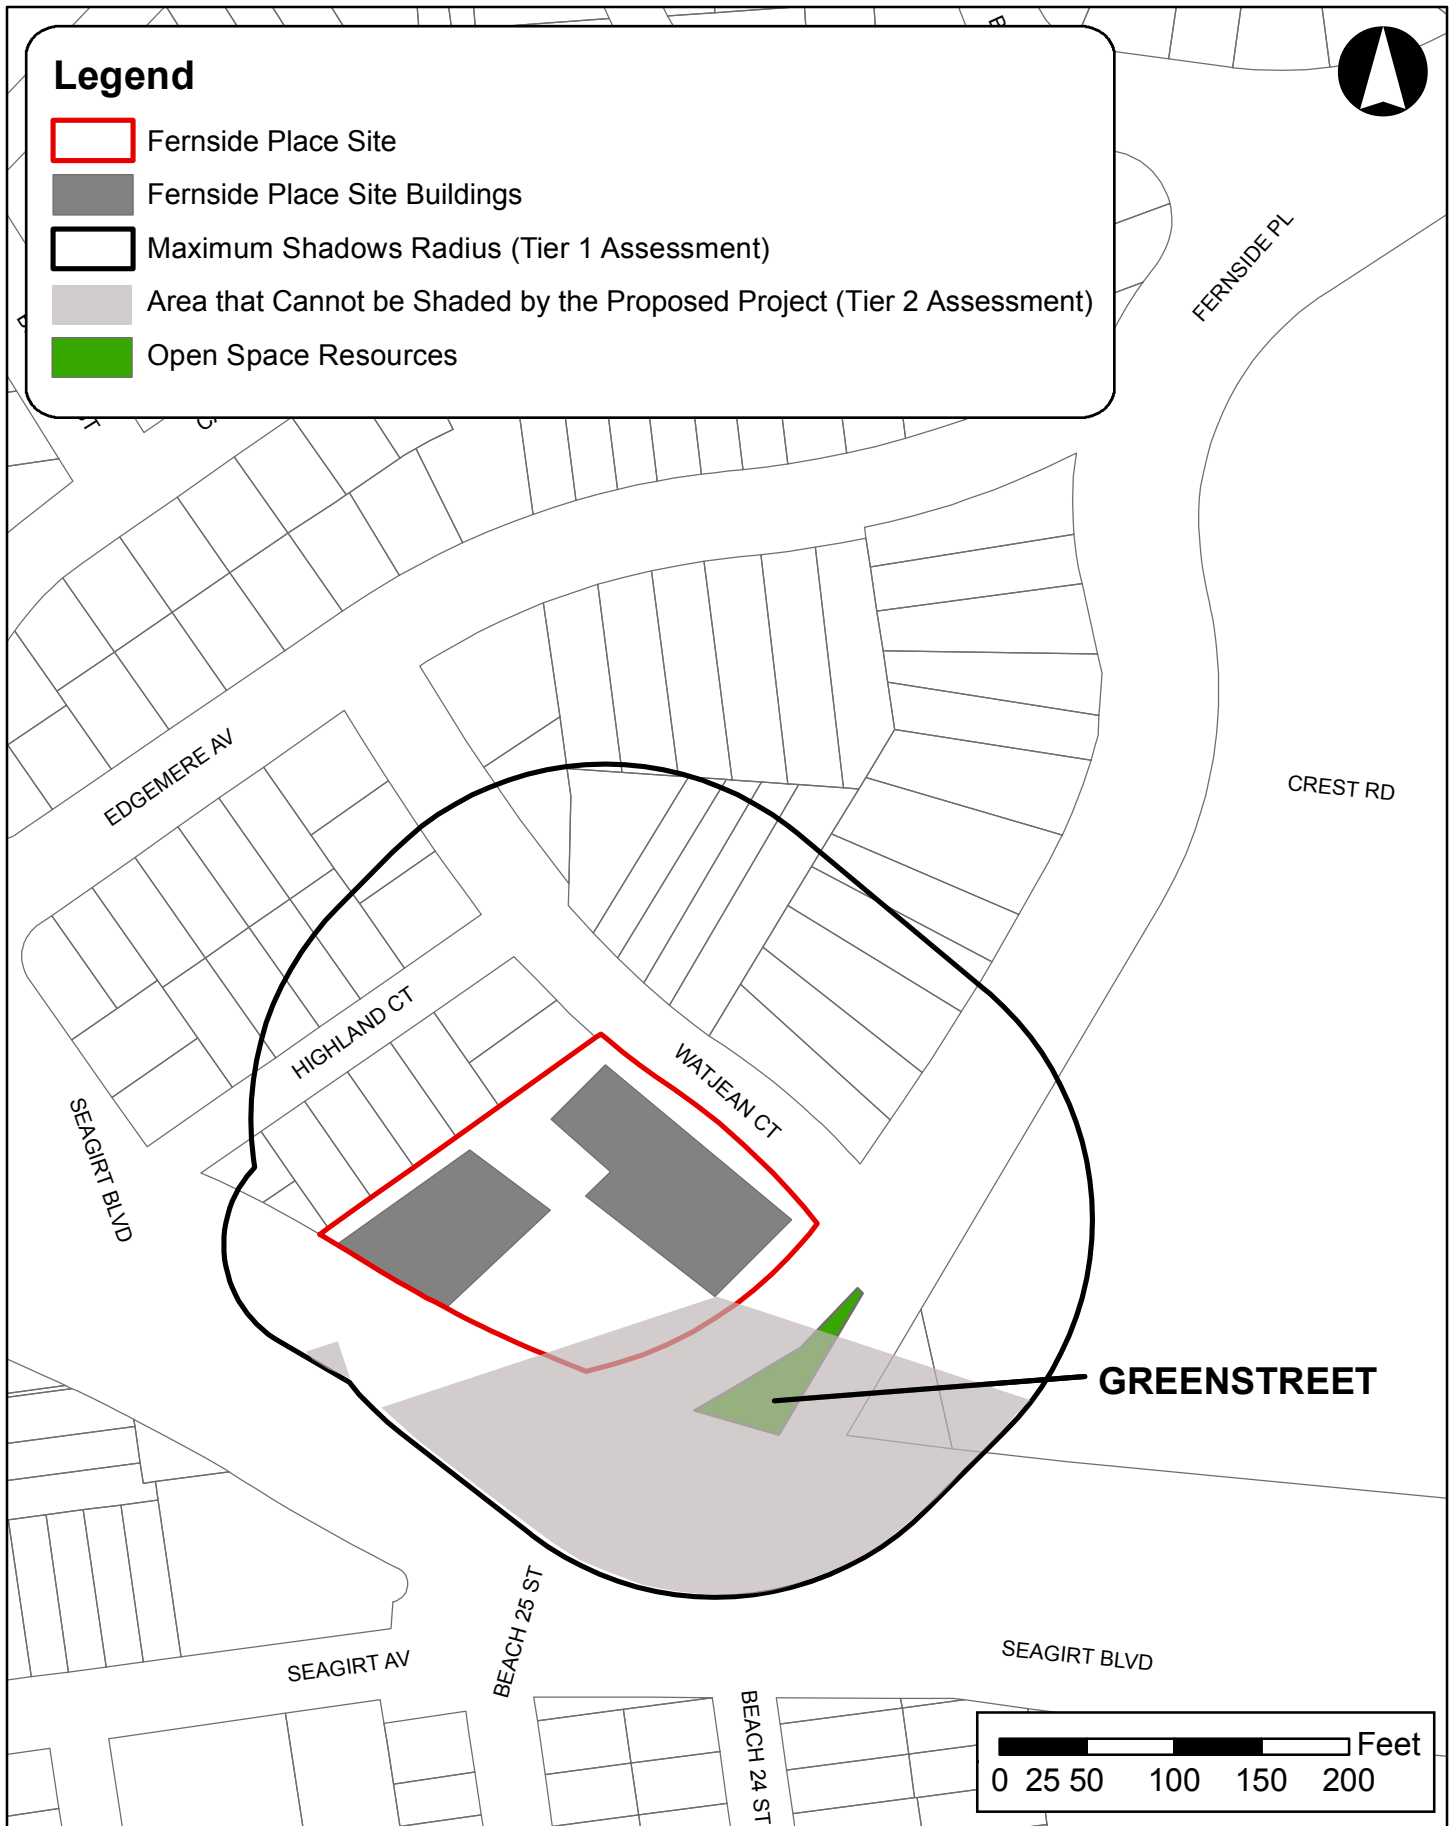 Legend
Fernside Place Site
Fernside Place Site Buildings
Maximum Shadows Radius (Tier 1 Assessment)
Area that Cannot be Shaded by the Proposed Project (Tier 2 Assessment)
Open Space Resources
FERNSIDE PL
EDGEMERE AV
CREST RD
HIGHLAND CT
WATJEAN CT
SEAGIRT BLVD
GREENSTREET
BEACH 25 ST
SEAGIRT AV
SEAGIRT BLVD
BEACH 24 ST
Feet
0 25 50 100 150 200